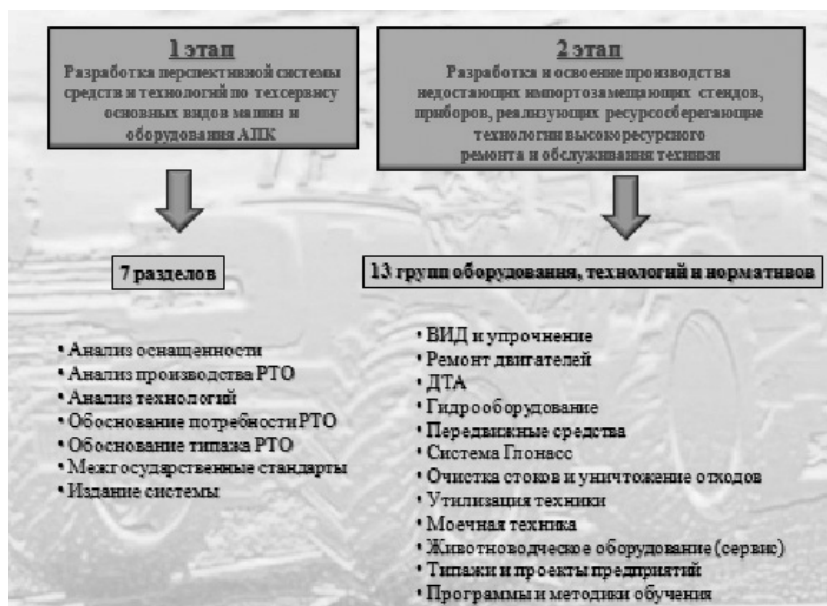 1 этап
Разработка перспективной системы
средств и технологий по техсервису
основных видов машин и
оборудования АПК
2 этап
Разработка и освоение производства
недостающих импортозамещающих стендов,
приборов, реализующих ресурсосберегающие
технологии высокоресурсного
ремонта и обслуживания техники
7 разделов
13 групп оборудования, технологий и нормативов
• Анализ оснащенности
• Анализ производства РТО
• Анализ технологий
• Обоснование потребности РТО
• Обоснование типажа РТО
• Межгосударственные стандарты
• Издание системы
• ВИД и упрочнение
• Ремонт двигателей
• ДТА
• Гидрооборудование
• Передвижные средства
• Система Глонасс
• Очистка стоков и уничтожение отходов
• Утилизация техники
• Моечная техника
• Животноводческое оборудование (сервис)
• Типажи и проекты предприятий
• Программы и методики обучения